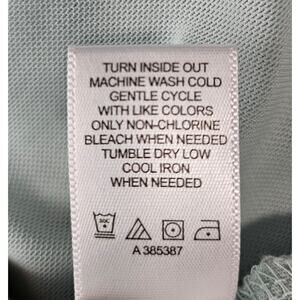 TURN INSIDE OUT
MACHINE WASH COLD
GENTLE CYCLE
WITH LIKE COLORS
ONLY NON-CHLORINE
BLEACH WHEN NEEDED
TUMBLE DRY LOW
COOL IRON
WHEN NEEDED
30C
A 385387